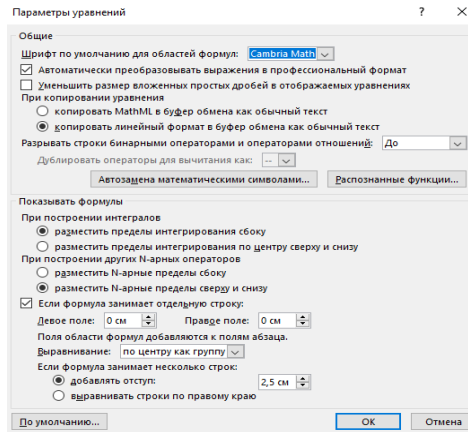 Параметры уравнений ? ×
Общие
Шрифт по умолчанию для областей формул: Cambria Math
Автоматически преобразовывать выражения в профессиональный формат
Уменьшить размер вложенных простых дробей в отображаемых уравнениях
При копировании уравнения
копировать MathML в буфер обмена как обычный текст
копировать линейный формат в буфер обмена как обычный текст
Разрывать строки бинарными операторами и операторами отношений: До
Дублировать операторы для вычитания как: --
Автозамена математическими символами... Распознанные функции...
Показывать формулы
При построении интегралов
разместить пределы интегрирования сбоку
разместить пределы интегрирования по центру сверху и снизу
При построении других N-арных операторов
разместить N-арные пределы сбоку
разместить N-арные пределы сверху и снизу
Если формула занимает отдельную строку:
Левое поле: 0 см Правое поле: 0 см
Поля области формул добавляются к полям абзаца.
Выравнивание: по центру как группу
Если формула занимает несколько строк:
добавлять отступ: 2,5 см
выравнивать строки по правому краю
По умолчанию... ОК Отмена